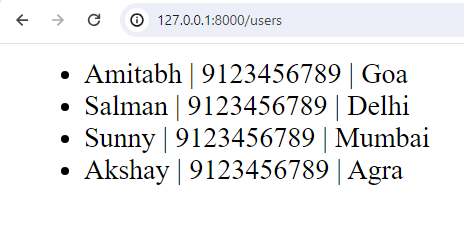 127.0.0.1:8000/users
Amitabh | 9123456789 | Goa
Salman | 9123456789 | Delhi
Sunny | 9123456789 | Mumbai
Akshay | 9123456789 | Agra